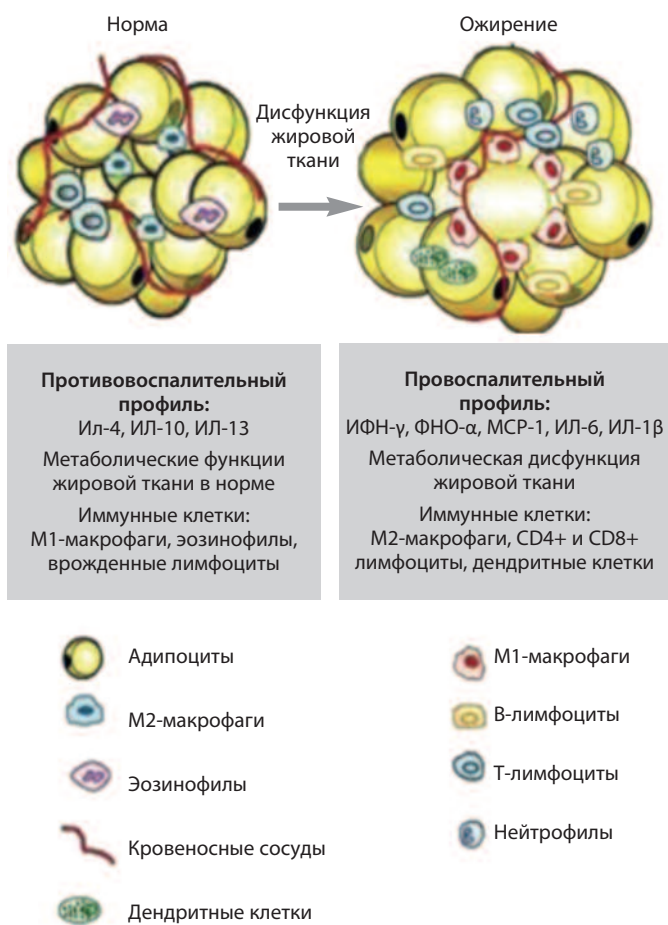 Норма
Ожирение
Дисфункция
жировой
ткани
Противовоспалительный
профиль:
Ил-4, ИЛ-10, ИЛ-13
Метаболические функции
жировой ткани в норме
Иммунные клетки:
М1-макрофаги, эозинофилы,
врожденные лимфоциты
Провоспалительный
профиль:
ИФН-γ, ФНО-α, МСР-1, ИЛ-6, ИЛ-1β
Метаболическая дисфункция
жировой ткани
Иммунные клетки:
М2-макрофаги, CD4+ и CD8+
лимфоциты, дендритные клетки
Адипоциты
М2-макрофаги
Эозинофилы
Кровеносные сосуды
Дендритные клетки
М1-макрофаги
В-лимфоциты
Т-лимфоциты
Нейтрофилы